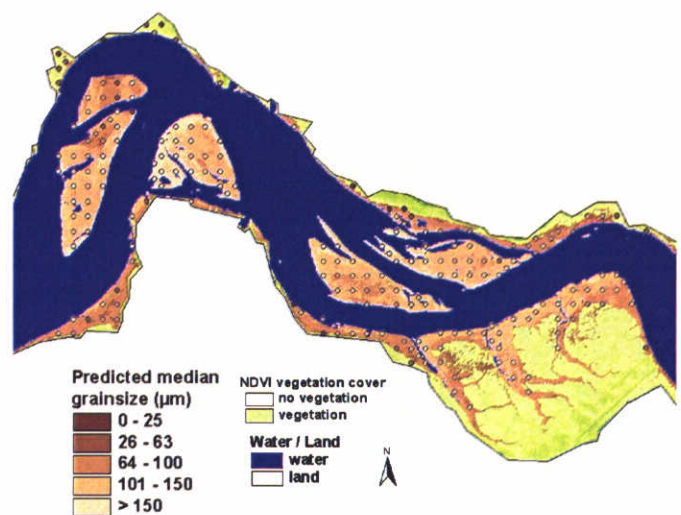 Predicted median
grainsize (µm)
0 - 25
26 - 63
64 - 100
101 - 150
> 150
NDVI vegetation cover
no vegetation
vegetation
Water / Land
water
land
N